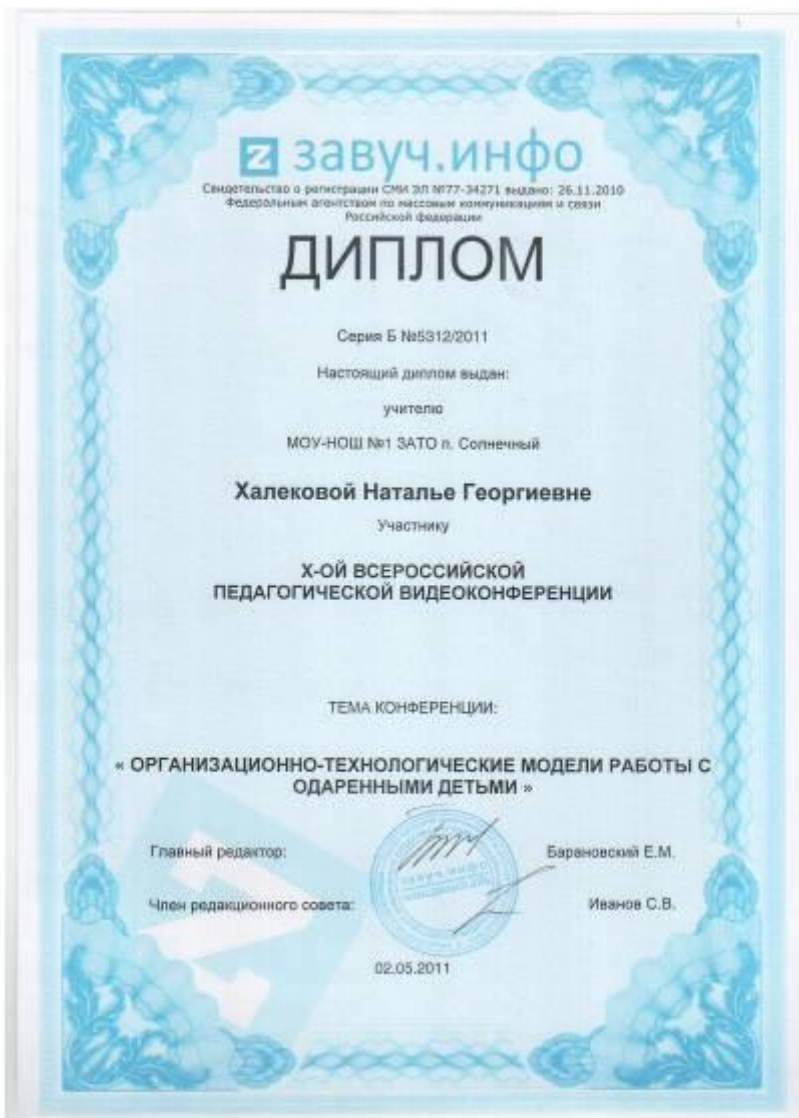 завуч.инфо
Свидетельство о регистрации СМИ ЭЛ №77-34271 выдано: 26.11.2010
Федеральным агентством по массовым коммуникациям и связи
Российской Федерации
ДИПЛОМ
Серия Б №5312/2011
Настоящий диплом выдан:
учителю
МОУ-НОШ №1 ЗАТО п. Солнечный
Халековой Наталье Георгиевне
Участнику
X-ОЙ ВСЕРОССИЙСКОЙ
ПЕДАГОГИЧЕСКОЙ ВИДЕОКОНФЕРЕНЦИИ
ТЕМА КОНФЕРЕНЦИИ:
« ОРГАНИЗАЦИОННО-ТЕХНОЛОГИЧЕСКИЕ МОДЕЛИ РАБОТЫ С
ОДАРЕННЫМИ ДЕТЬМИ »
Главный редактор: Барановский Е.М.
завуч.инфо
Член редакционного совета: Иванов С.В.
02.05.2011